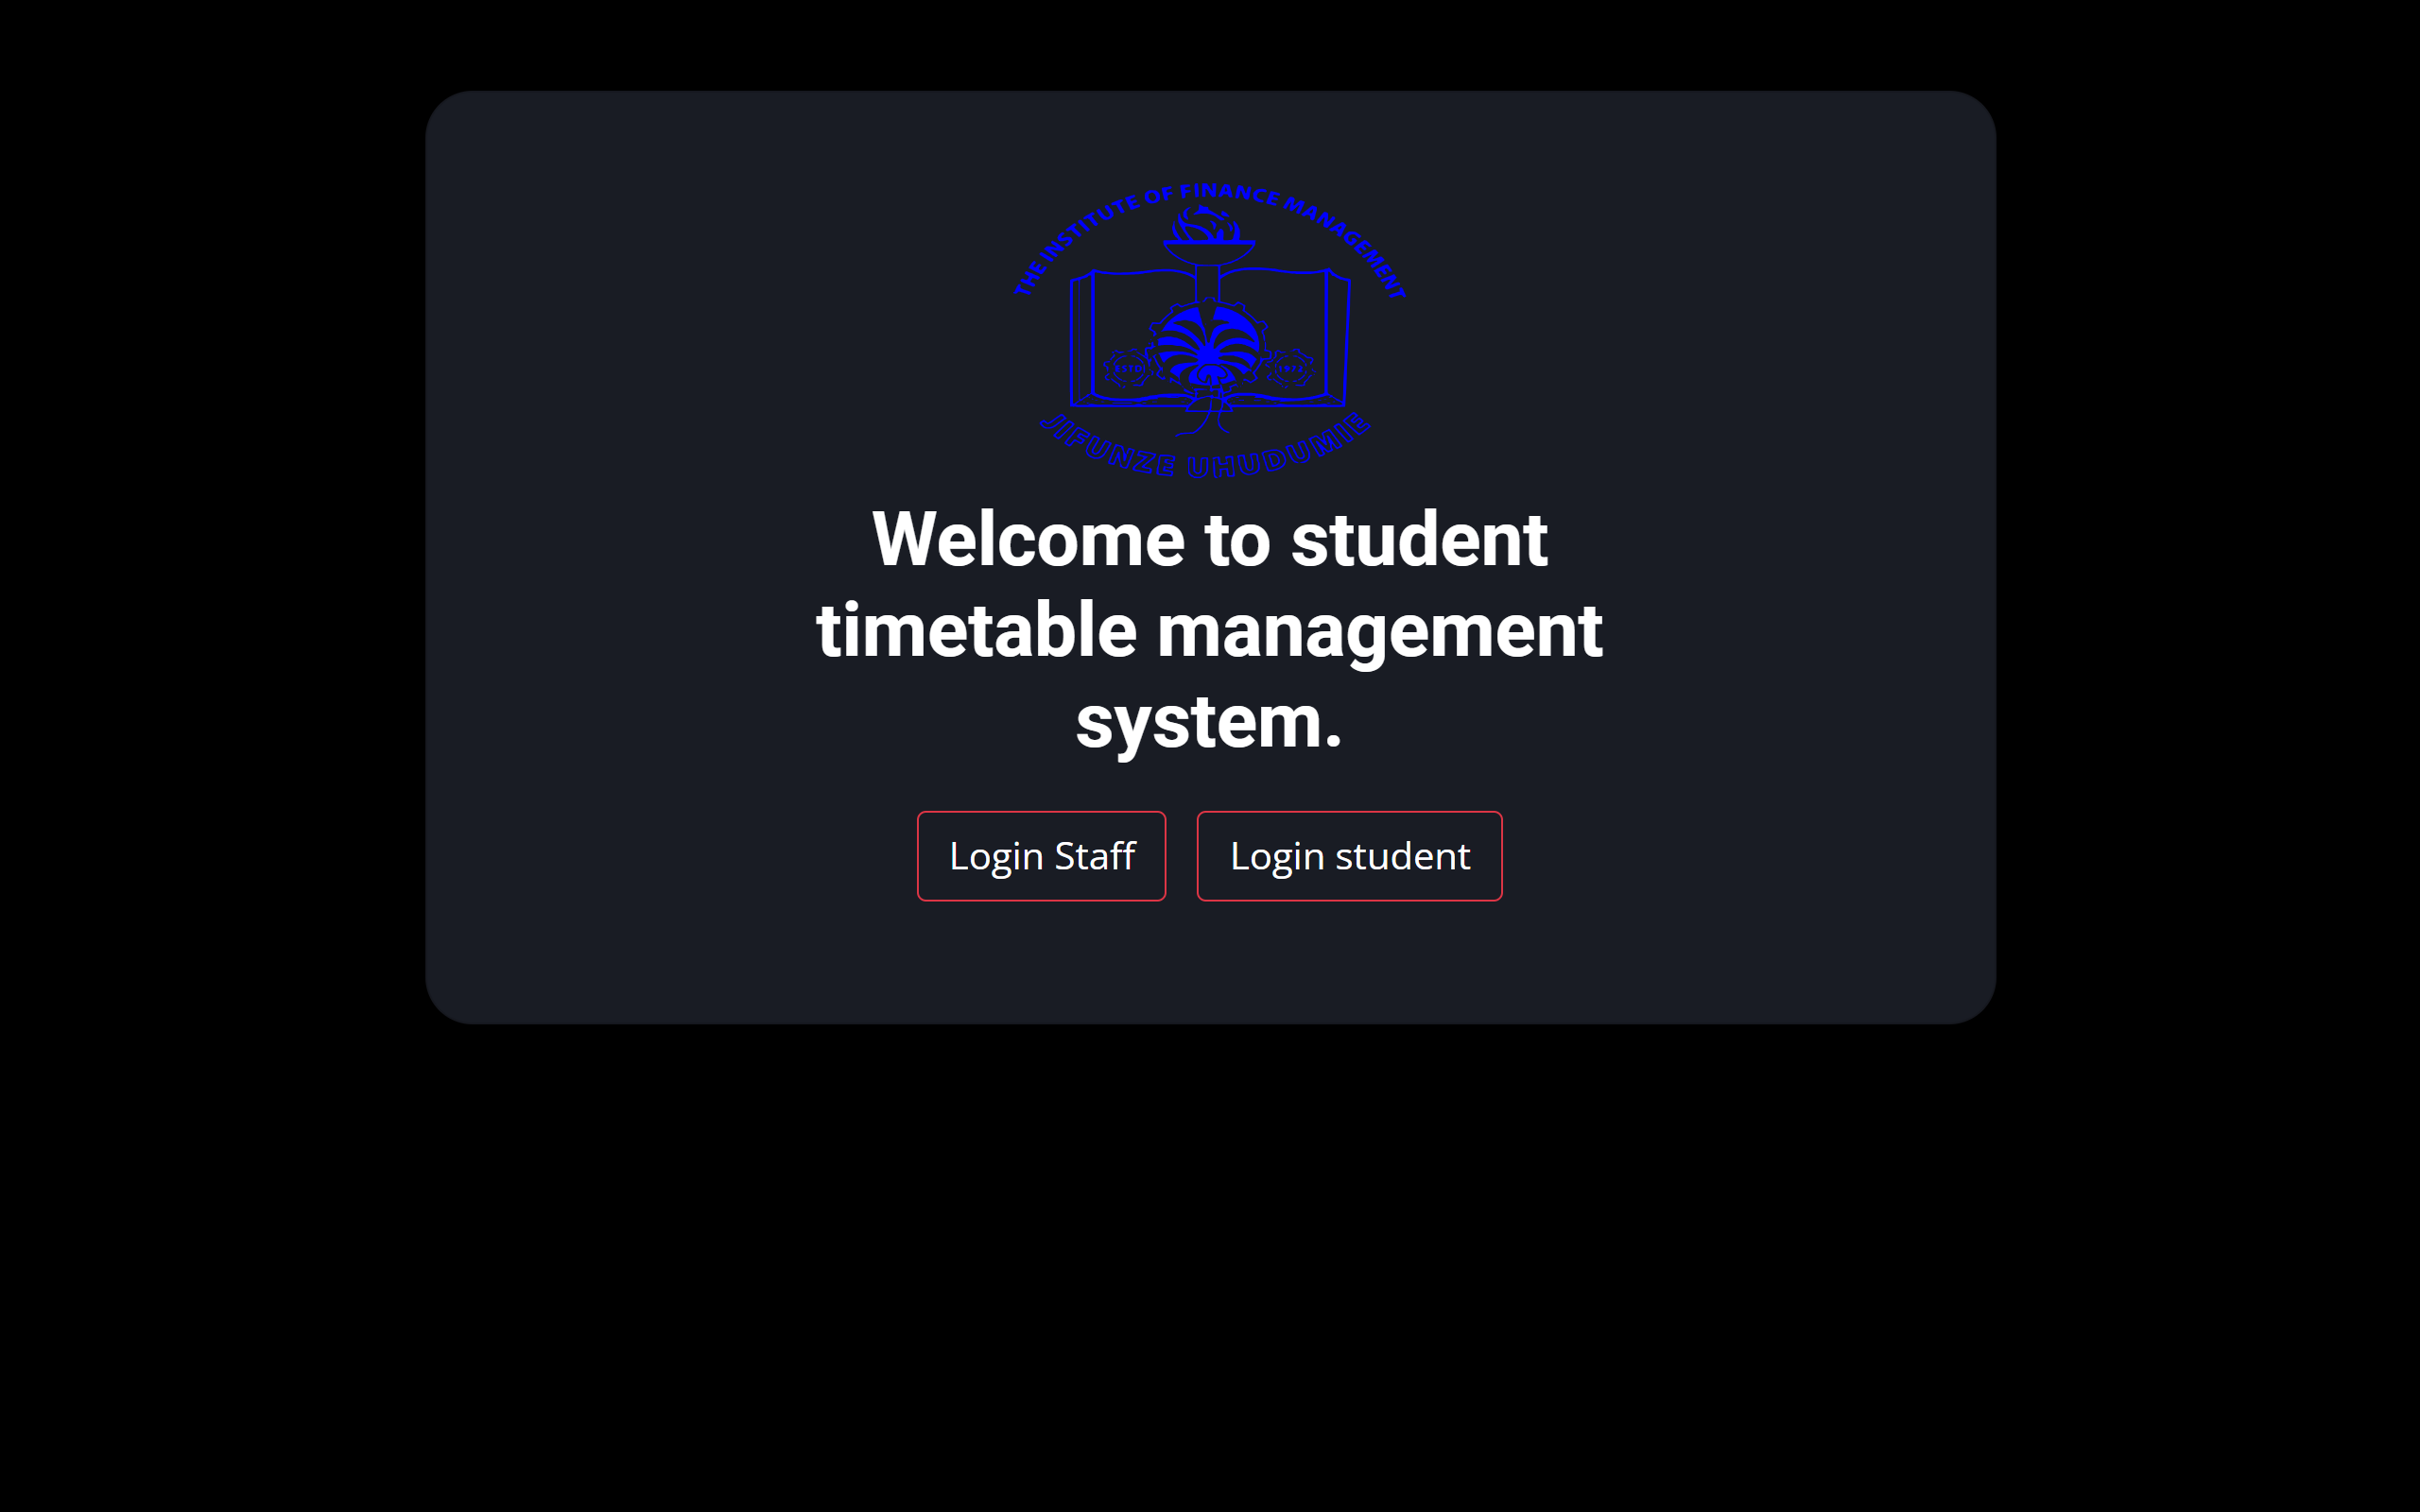 THE INSTITUTE OF FINANCE MANAGEMENT
JIFUNZE UHUDUMIE
Welcome to student
timetable management
system.
Login Staff
Login student